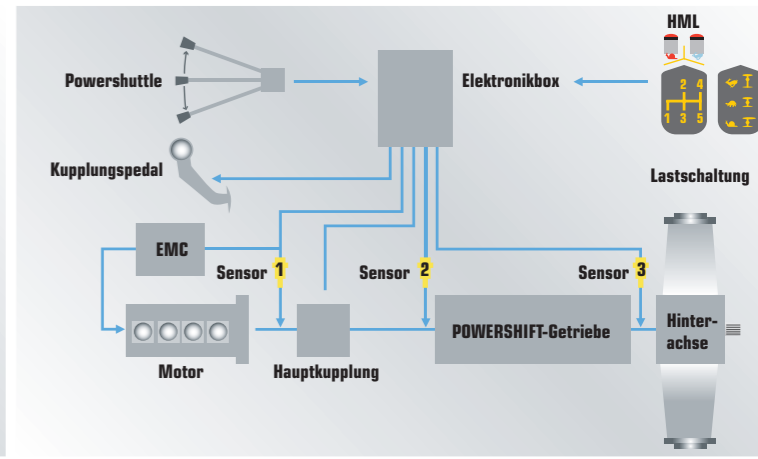 HML
Powershuttle
Elektronikbox
2 4
1 3 5
Kupplungspedal
Lastschaltung
EMC
Sensor 1
Sensor 2
Sensor 3
POWERSHIFT-Getriebe
Hinter-
achse
Motor
Hauptkupplung